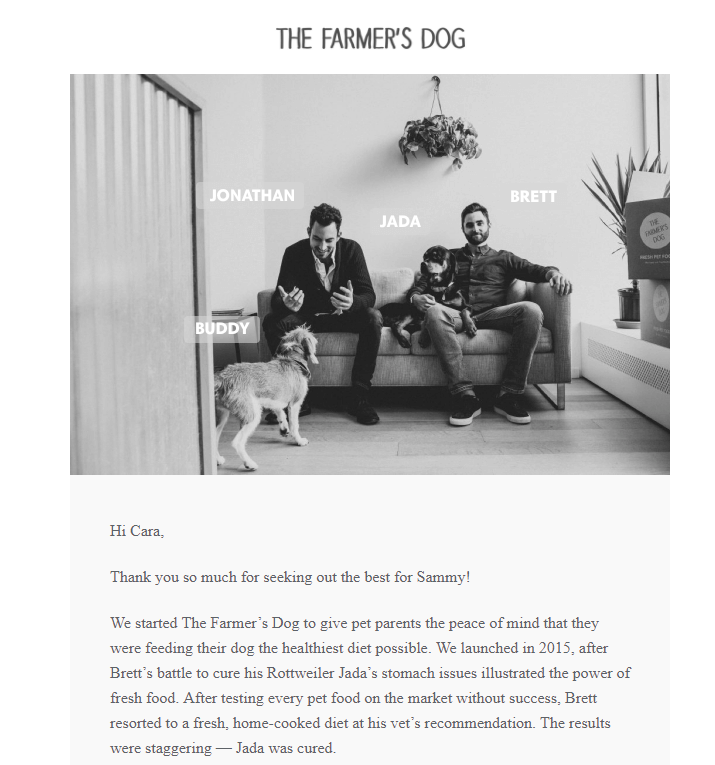 THE FARMER'S DOG
JONATHAN
JADA
BRETT
BUDDY
THE
FARMER'S
DOG
Hi Cara,
Thank you so much for seeking out the best for Sammy!
We started The Farmer’s Dog to give pet parents the peace of mind that they
were feeding their dog the healthiest diet possible. We launched in 2015, after
Brett’s battle to cure his Rottweiler Jada’s stomach issues illustrated the power of
fresh food. After testing every pet food on the market without success, Brett
resorted to a fresh, home-cooked diet at his vet’s recommendation. The results
were staggering — Jada was cured.